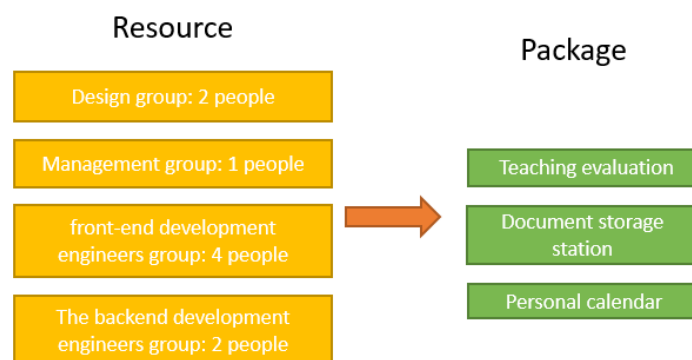 Resource
Package
Design group: 2 people
Management group: 1 people
front-end development
engineers group: 4 people
The backend development
engineers group: 2 people
Teaching evaluation
Document storage
station
Personal calendar